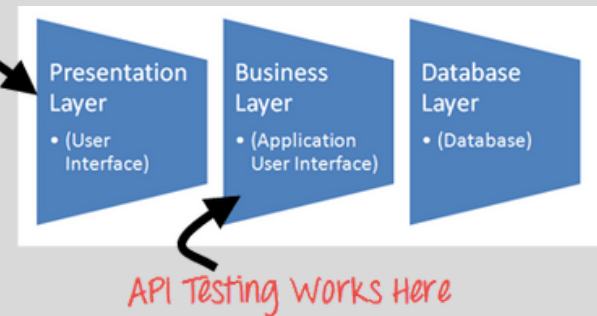 Presentation
Layer
• (User
Interface)
Business
Layer
• (Application
User Interface)
Database
Layer
• (Database)
API Testing Works Here